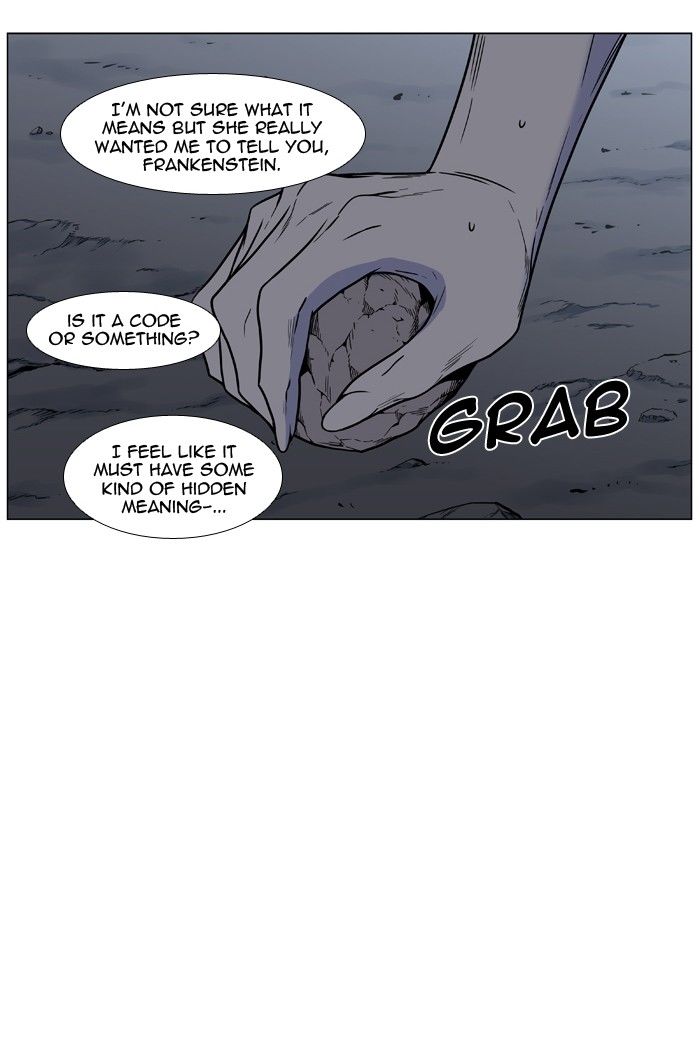 I'M NOT SURE WHAT IT
MEANS BUT SHE REALLY
WANTED ME TO TELL YOU,
FRANKENSTEIN.
IS IT A CODE
OR SOMETHING?
GRAB
I FEEL LIKE IT
MUST HAVE SOME
KIND OF HIDDEN
MEANING-...